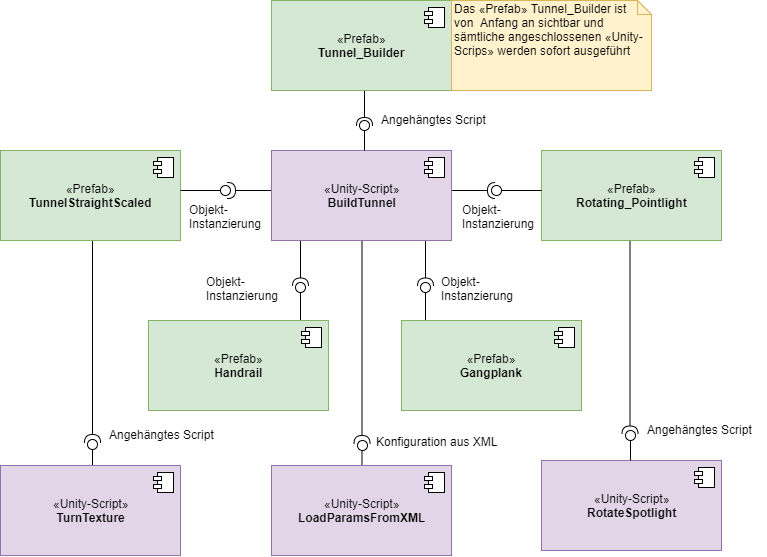 «Prefab»
Tunnel_Builder
Das «Prefab» Tunnel_Builder ist
von Anfang an sichtbar und
sämtliche angeschlossenen «Unity-
Scrips» werden sofort ausgeführt
Angehängtes Script
«Prefab»
TunnelStraightScaled
Objekt-
Instanzierung
«Unity-Script»
BuildTunnel
Objekt-
Instanzierung
«Prefab»
Rotating_Pointlight
Objekt-
Instanzierung
Objekt-
Instanzierung
«Prefab»
Handrail
«Prefab»
Gangplank
Angehängtes Script
Konfiguration aus XML
Angehängtes Script
«Unity-Script»
TurnTexture
«Unity-Script»
LoadParamsFromXML
«Unity-Script»
RotateSpotlight